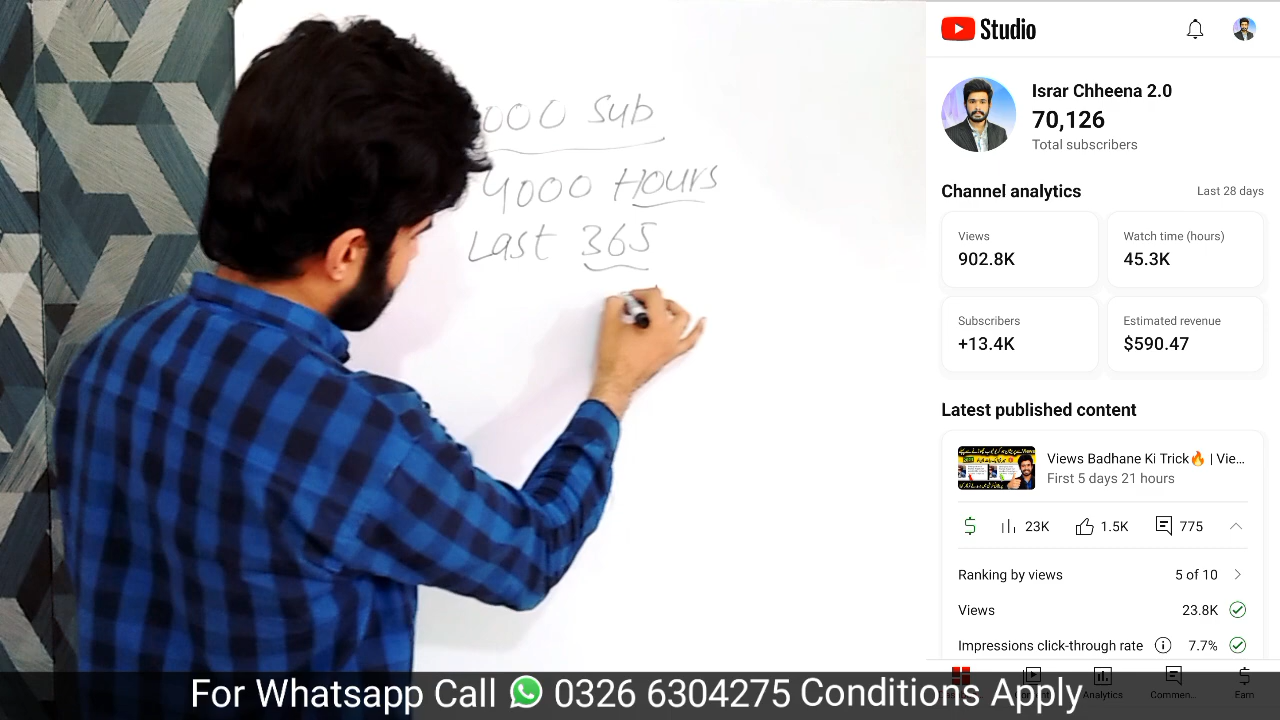 000 Sub
4000 Hours
Last 365
Studio
Israr Chheena 2.0
70,126
Total subscribers
Channel analytics
Last 28 days
Views
902.8K
Watch time (hours)
45.3K
Subscribers
+13.4K
Estimated revenue
$590.47
Latest published content
Views Badhane Ki Trick🔥 | Vie...
First 5 days 21 hours
$ 23K 1.5K 775
Ranking by views 5 of 10
Views 23.8K
Impressions click-through rate 7.7%
Analytics Commen... Earn
For Whatsapp Call 0326 6304275 Conditions Apply